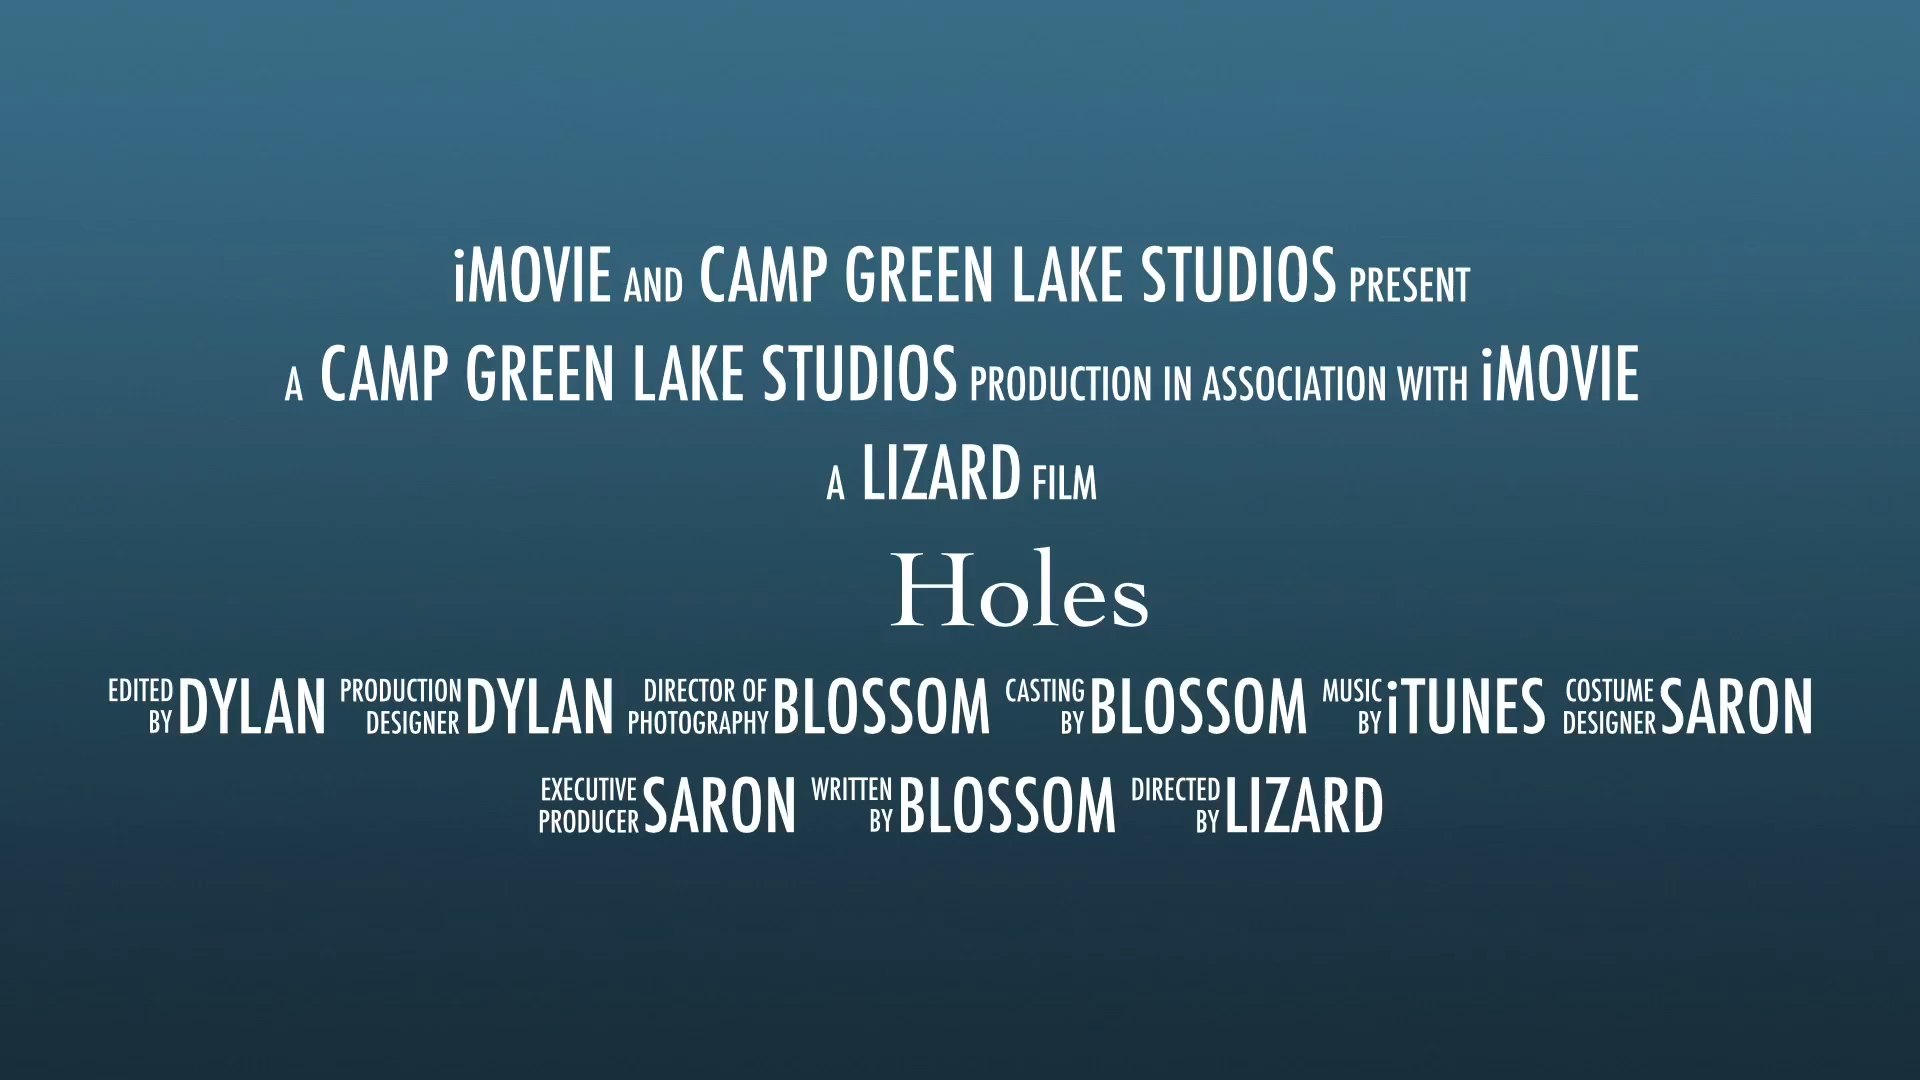 iMOVIE AND CAMP GREEN LAKE STUDIOS PRESENT
A CAMP GREEN LAKE STUDIOS PRODUCTION IN ASSOCIATION WITH iMOVIE
A LIZARD FILM
Holes
EDITED BY DYLAN PRODUCTION DESIGNER DYLAN DIRECTOR OF PHOTOGRAPHY BLOSSOM CASTING BY BLOSSOM MUSIC BY iTUNES COSTUME DESIGNER SARON
EXECUTIVE PRODUCER SARON WRITTEN BY BLOSSOM DIRECTED BY LIZARD